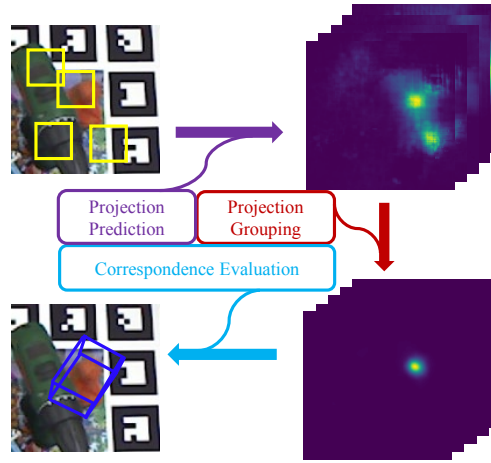 Projection
Prediction
Projection
Grouping
Correspondence Evaluation